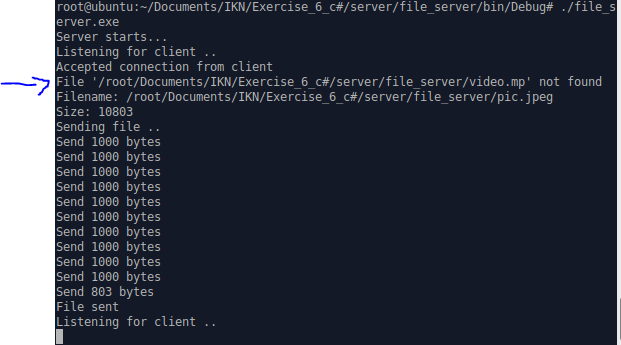 root@ubuntu:~/Documents/IKN/Exercise_6_c#/server/file_server/bin/Debug# ./file_s
erver.exe
Server starts...
Listening for client ..
Accepted connection from client
File '/root/Documents/IKN/Exercise_6_c#/server/file_server/video.mp' not found
Filename: /root/Documents/IKN/Exercise_6_c#/server/file_server/pic.jpeg
Size: 10803
Sending file ..
Send 1000 bytes
Send 1000 bytes
Send 1000 bytes
Send 1000 bytes
Send 1000 bytes
Send 1000 bytes
Send 1000 bytes
Send 1000 bytes
Send 1000 bytes
Send 1000 bytes
Send 803 bytes
File sent
Listening for client ..